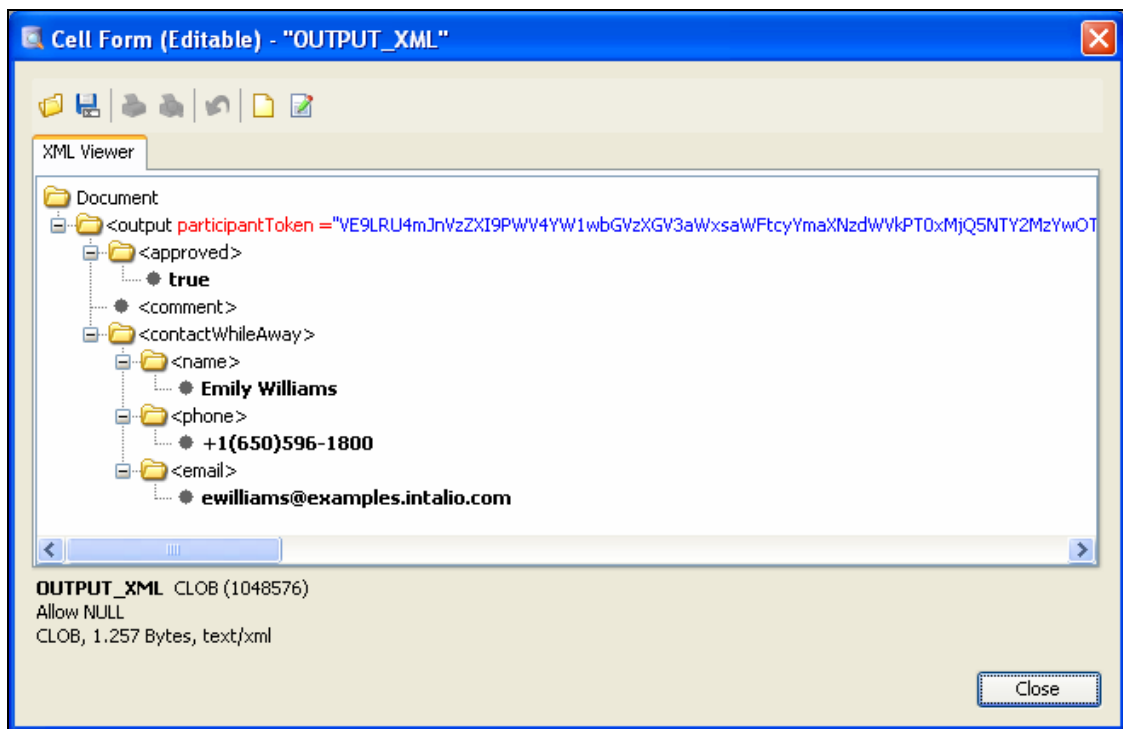 Cell Form (Editable) - "OUTPUT_XML"
XML Viewer
Document
<output participantToken ="VE9LRU4mJnVzZXI9PWV4YW1wbGVzXGV3aWxsaWFtcyYmaXNzdWVkPT0xMjQ5NTY2MzYwOT
<approved>
true
<comment>
<contactWhileAway>
<name>
Emily Williams
<phone>
+1(650)596-1800
<email>
ewilliams@examples.intalio.com
OUTPUT_XML CLOB (1048576)
Allow NULL
CLOB, 1.257 Bytes, text/xml
Close